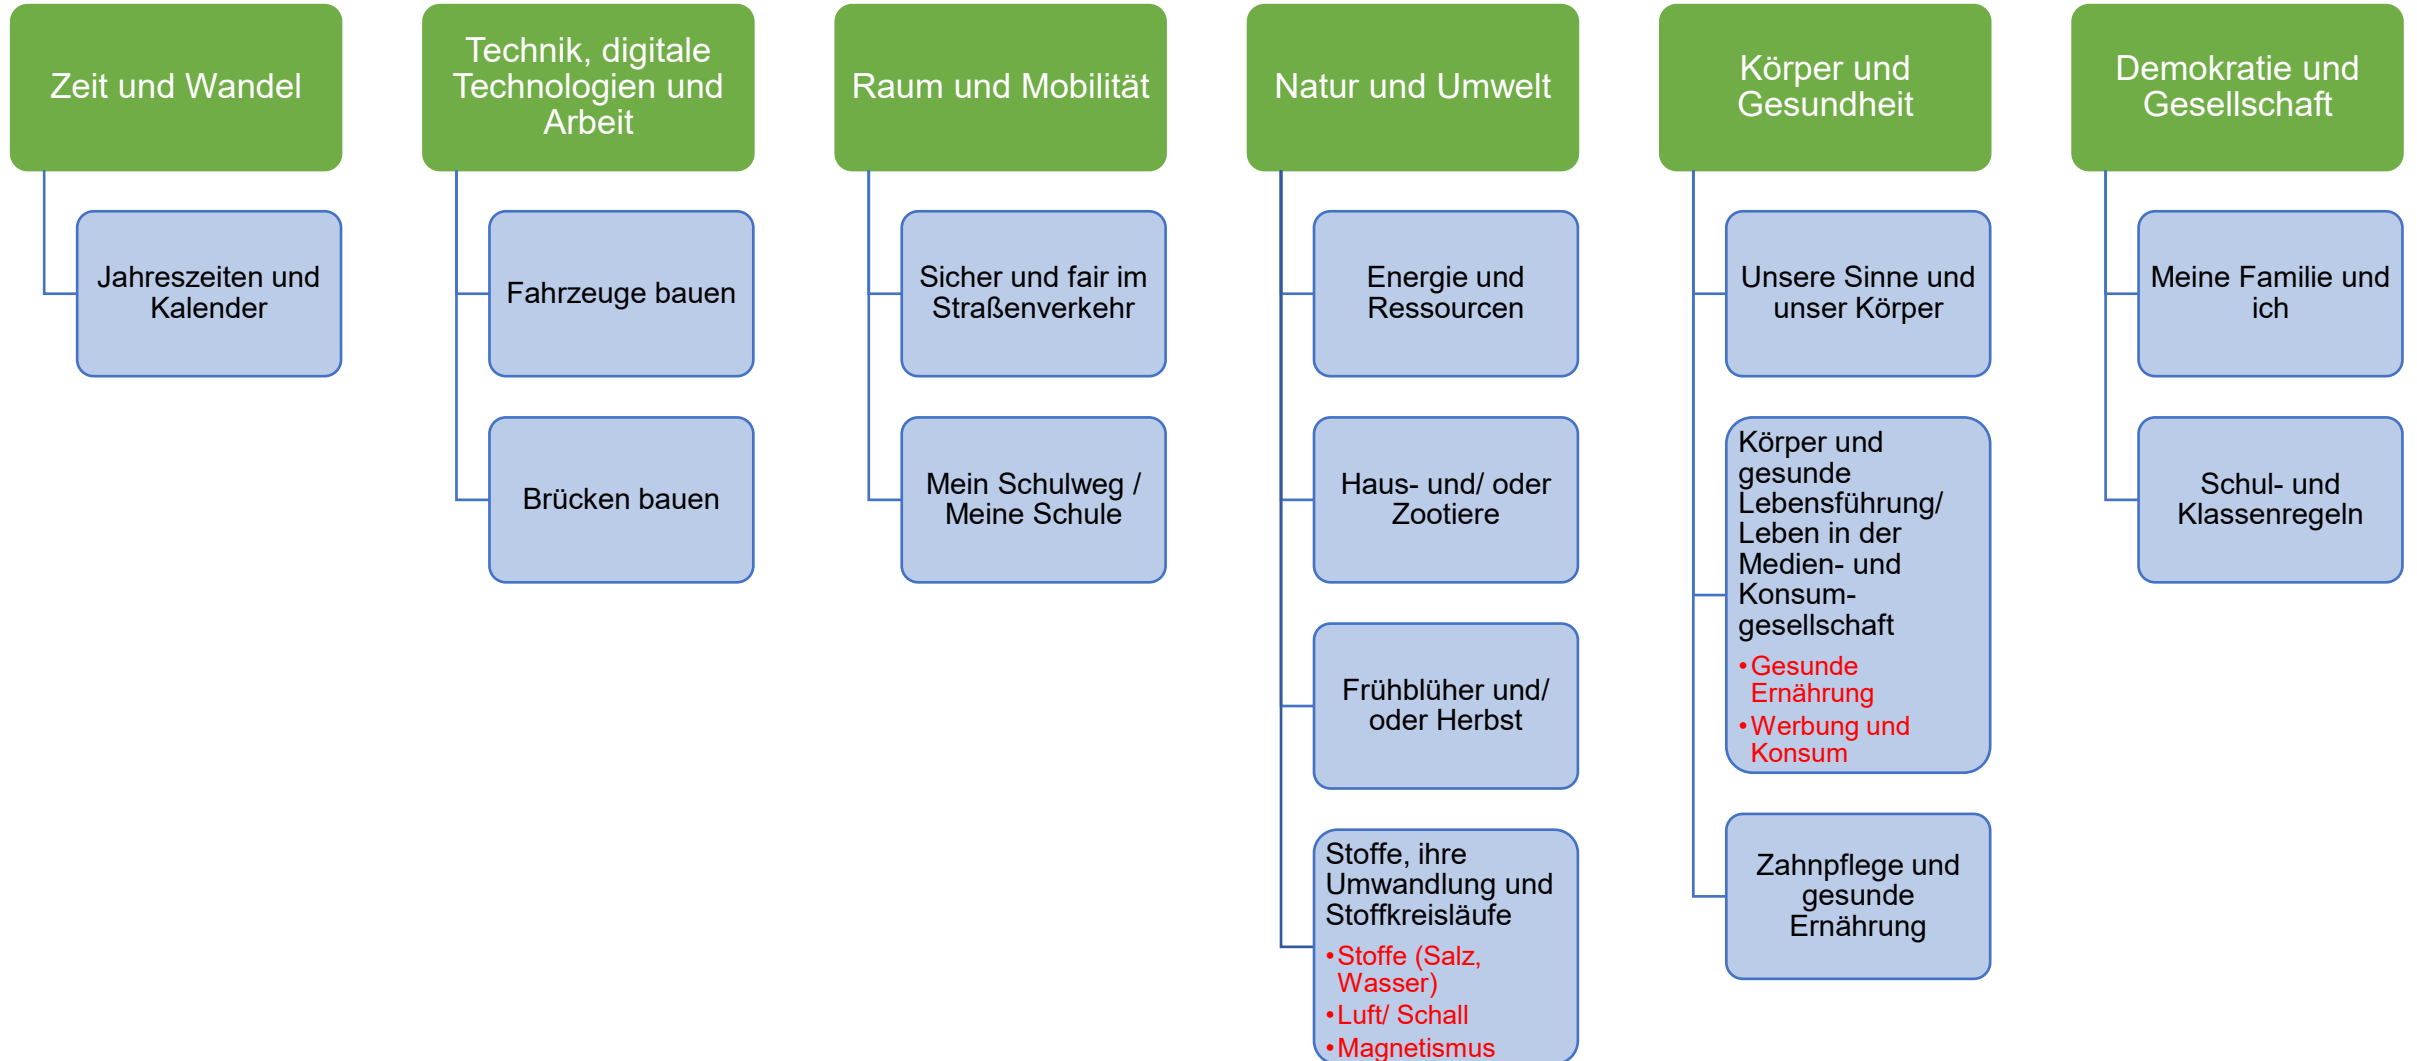 Zeit und Wandel
Jahreszeiten und
Kalender
Technik, digitale
Technologien und
Arbeit
Fahrzeuge bauen
Brücken bauen
Raum und Mobilität
Sicher und fair im
Straßenverkehr
Mein Schulweg /
Meine Schule
Natur und Umwelt
Energie und
Ressourcen
Haus- und/ oder
Zootiere
Frühblüher und/
oder Herbst
Stoffe, ihre
Umwandlung und
Stoffkreisläufe
•Stoffe (Salz,
Wasser)
•Luft/ Schall
•Magnetismus
Körper und
Gesundheit
Unsere Sinne und
unser Körper
Körper und
gesunde
Lebensführung/
Leben in der
Medien- und
Konsum-
gesellschaft
•Gesunde
Ernährung
•Werbung und
Konsum
Zahnpflege und
gesunde
Ernährung
Demokratie und
Gesellschaft
Meine Familie und
ich
Schul- und
Klassenregeln